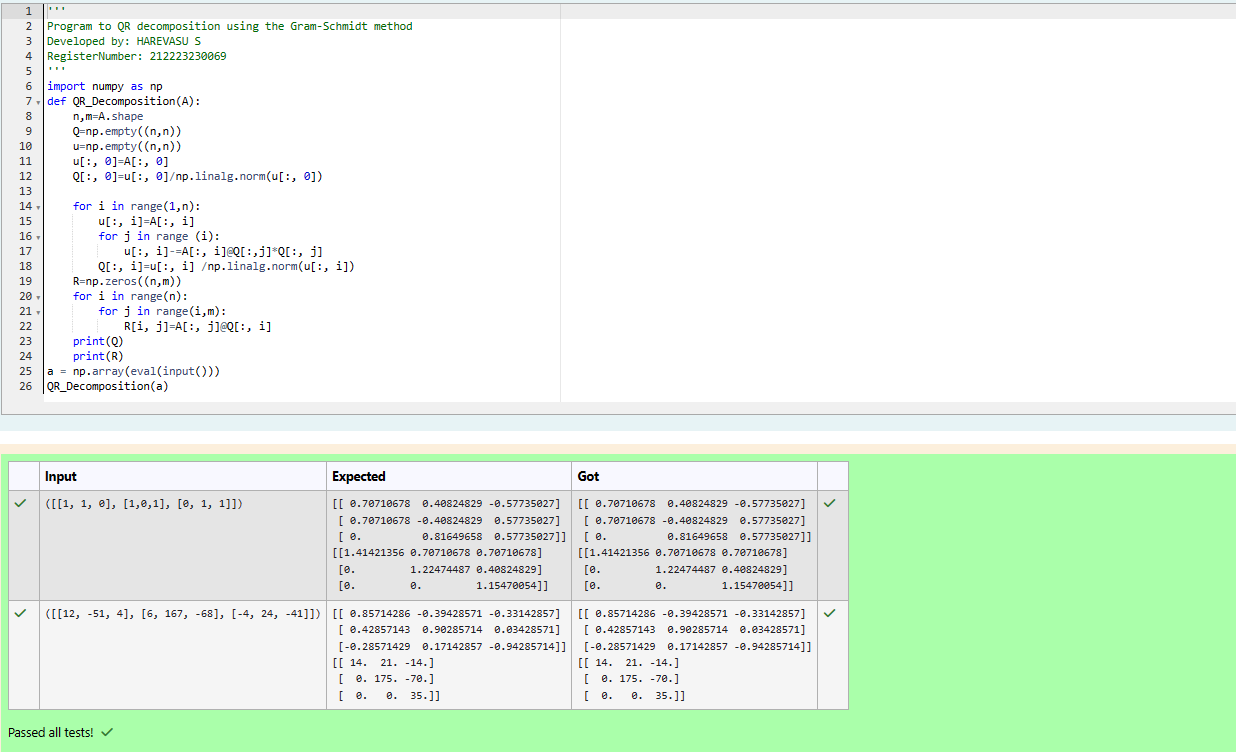 1 '''
2 Program to QR decomposition using the Gram-Schmidt method
3 Developed by: HAREVASU S
4 RegisterNumber: 212223230069
5 '''
6 import numpy as np
7 def QR_Decomposition(A):
8     n,m=A.shape
9     Q=np.empty((n,n))
10     u=np.empty((n,n))
11     u[:, 0]=A[:, 0]
12     Q[:, 0]=u[:, 0]/np.linalg.norm(u[:, 0])
13
14     for i in range(1,n):
15         u[:, i]=A[:, i]
16         for j in range (i):
17             u[:, i]-=A[:, i]@Q[:,j]*Q[:, j]
18         Q[:, i]=u[:, i] /np.linalg.norm(u[:, i])
19     R=np.zeros((n,m))
20     for i in range(n):
21         for j in range(i,m):
22             R[i, j]=A[:, j]@Q[:, i]
23     print(Q)
24     print(R)
25 a = np.array(eval(input()))
26 QR_Decomposition(a)
Input Expected Got
([[1, 1, 0], [1,0,1], [0, 1, 1]]) [[ 0.70710678  0.40824829 -0.57735027] [[ 0.70710678  0.40824829 -0.57735027]
[ 0.70710678 -0.40824829  0.57735027] [ 0.70710678 -0.40824829  0.57735027]
[ 0.          0.81649658  0.57735027]] [ 0.          0.81649658  0.57735027]]
[[1.41421356 0.70710678 0.70710678] [[1.41421356 0.70710678 0.70710678]
[0.         1.22474487 0.40824829] [0.         1.22474487 0.40824829]
[0.         0.         1.15470054]] [0.         0.         1.15470054]]
([[12, -51, 4], [6, 167, -68], [-4, 24, -41]]) [[ 0.85714286 -0.39428571 -0.33142857] [[ 0.85714286 -0.39428571 -0.33142857]
[ 0.42857143  0.90285714  0.03428571] [ 0.42857143  0.90285714  0.03428571]
[-0.28571429  0.17142857 -0.94285714]] [-0.28571429  0.17142857 -0.94285714]]
[[ 14.  21. -14.] [[ 14.  21. -14.]
[  0. 175. -70.] [  0. 175. -70.]
[  0.   0.  35.]] [  0.   0.  35.]]
Passed all tests!